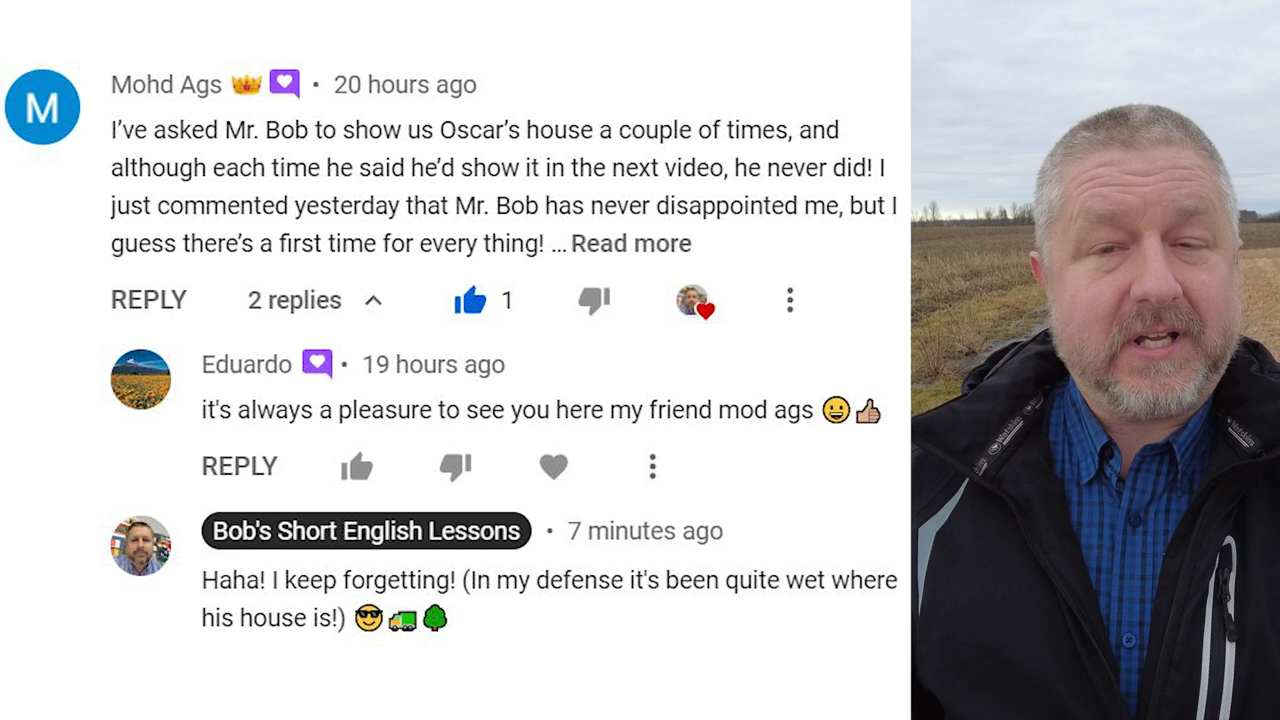 M
Mohd Ags 👑 💜 • 20 hours ago
I've asked Mr. Bob to show us Oscar's house a couple of times, and
although each time he said he'd show it in the next video, he never did! I
just commented yesterday that Mr. Bob has never disappointed me, but I
guess there's a first time for every thing! ... Read more
REPLY 2 replies 1
Eduardo 💜 • 19 hours ago
it's always a pleasure to see you here my friend mod ags 😀👍🏼
REPLY
Bob's Short English Lessons • 7 minutes ago
Haha! I keep forgetting! (In my defense it's been quite wet where
his house is!) 😎🚛🌳